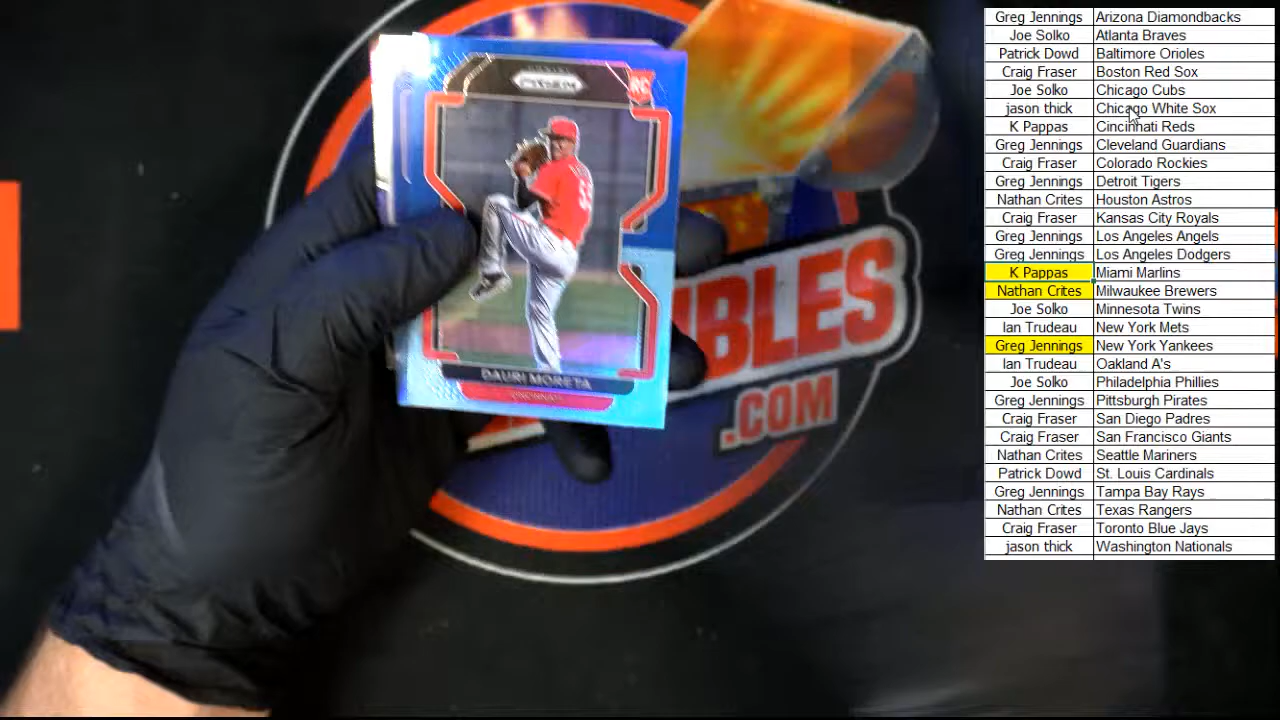 PANINI
PRIZM
RC
DAURI MORETA
CINCINNATI
IBLES
.COM
Greg Jennings Arizona Diamondbacks
Joe Solko Atlanta Braves
Patrick Dowd Baltimore Orioles
Craig Fraser Boston Red Sox
Joe Solko Chicago Cubs
jason thick Chicago White Sox
K Pappas Cincinnati Reds
Greg Jennings Cleveland Guardians
Craig Fraser Colorado Rockies
Greg Jennings Detroit Tigers
Nathan Crites Houston Astros
Craig Fraser Kansas City Royals
Greg Jennings Los Angeles Angels
Greg Jennings Los Angeles Dodgers
K Pappas Miami Marlins
Nathan Crites Milwaukee Brewers
Joe Solko Minnesota Twins
Ian Trudeau New York Mets
Greg Jennings New York Yankees
Ian Trudeau Oakland A's
Joe Solko Philadelphia Phillies
Greg Jennings Pittsburgh Pirates
Craig Fraser San Diego Padres
Craig Fraser San Francisco Giants
Nathan Crites Seattle Mariners
Patrick Dowd St. Louis Cardinals
Greg Jennings Tampa Bay Rays
Nathan Crites Texas Rangers
Craig Fraser Toronto Blue Jays
jason thick Washington Nationals